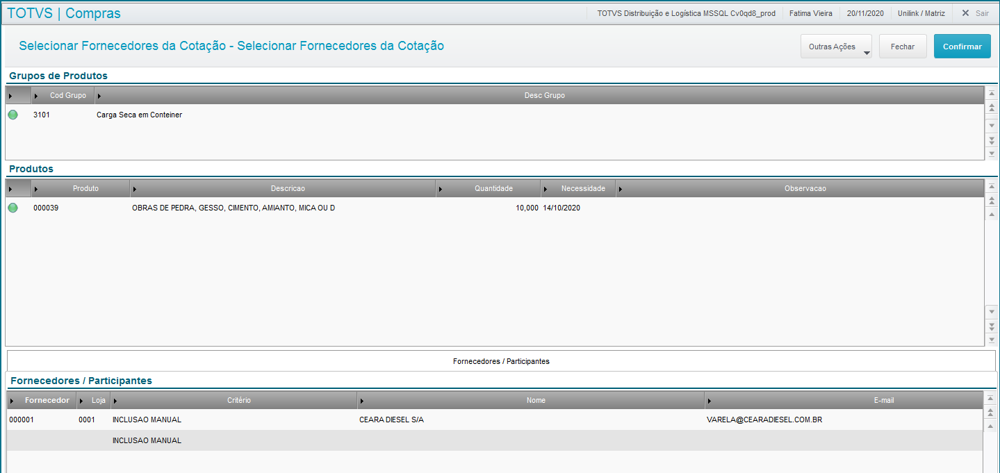 TOTVS | Compras TOTVS Distribuição e Logística MSSQL Cv0qd8_prod Fatima Vieira 20/11/2020 Unilink / Matriz Sair
Selecionar Fornecedores da Cotação - Selecionar Fornecedores da Cotação Outras Ações Fechar Confirmar
Grupos de Produtos
Cod Grupo Desc Grupo
3101 Carga Seca em Conteiner
Produtos
Produto Descricao Quantidade Necessidade Observacao
000039 OBRAS DE PEDRA, GESSO, CIMENTO, AMIANTO, MICA OU D 10,000 14/10/2020
Fornecedores / Participantes
Fornecedores / Participantes
Fornecedor Loja Critério Nome E-mail
000001 0001 INCLUSAO MANUAL CEARA DIESEL S/A VARELA@CEARADIESEL.COM.BR
INCLUSAO MANUAL